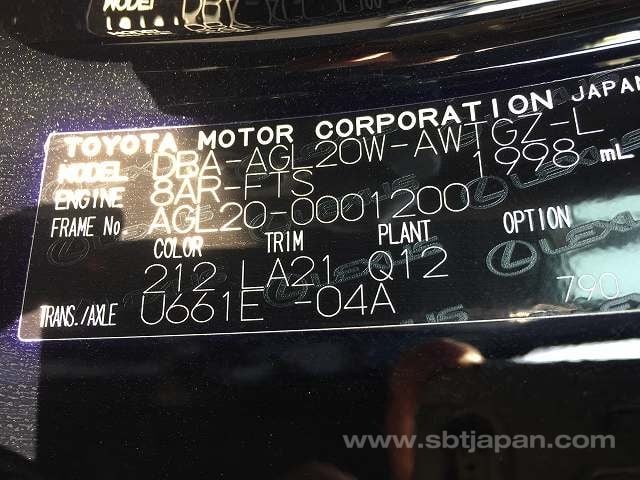 TOYOTA MOTOR CORPORATION JAPAN
MODEL DBA-AGL20W-AWTGZ-L
ENGINE 8AR-FTS 1998 mL
FRAME No. AGL20-0001200
COLOR TRIM PLANT OPTION
212 LA21 Q12
TRANS./AXLE U661E -04A 790
LEXUS
www.sbtjapan.com